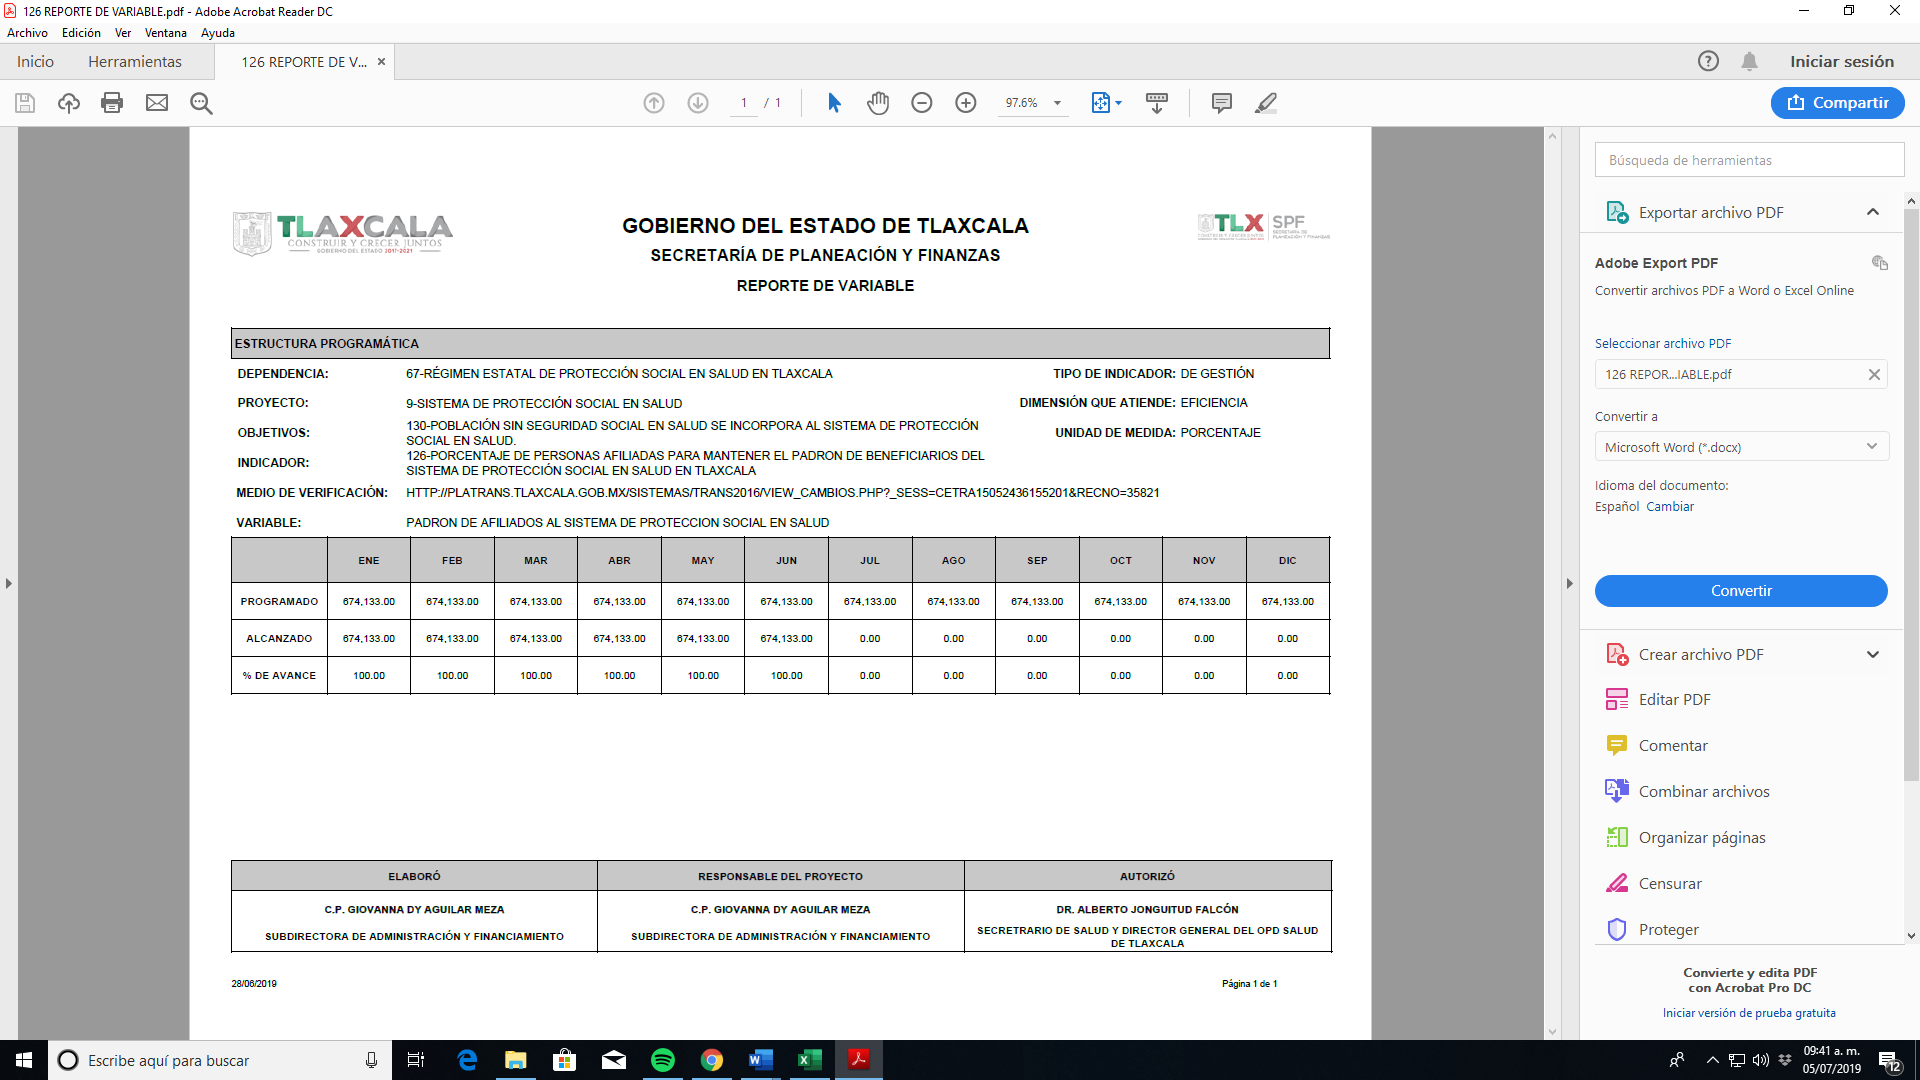 126 REPORTE DE VARIABLE.pdf - Adobe Acrobat Reader DC
Archivo Edición Ver Ventana Ayuda
Inicio Herramientas 126 REPORTE DE V... Iniciar sesión
1 / 1 97.6% Compartir
Búsqueda de herramientas
Exportar archivo PDF
Adobe Export PDF
Convertir archivos PDF a Word o Excel Online
Seleccionar archivo PDF
126 REPOR...IABLE.pdf
Convertir a
Microsoft Word (*.docx)
Idioma del documento:
Español Cambiar
Convertir
Crear archivo PDF
Editar PDF
Comentar
Combinar archivos
Organizar páginas
Censurar
Proteger
Convierte y edita PDF
con Acrobat Pro DC
Iniciar versión de prueba gratuita
TLAXCALA
CONSTRUIR Y CRECER JUNTOS
GOBIERNO DEL ESTADO 2017-2021
GOBIERNO DEL ESTADO DE TLAXCALA
SECRETARÍA DE PLANEACIÓN Y FINANZAS
REPORTE DE VARIABLE
TLX SPF
ESTRUCTURA PROGRAMÁTICA
DEPENDENCIA: 67-RÉGIMEN ESTATAL DE PROTECCIÓN SOCIAL EN SALUD EN TLAXCALA TIPO DE INDICADOR: DE GESTIÓN
PROYECTO: 9-SISTEMA DE PROTECCIÓN SOCIAL EN SALUD DIMENSIÓN QUE ATIENDE: EFICIENCIA
OBJETIVOS: 130-POBLACIÓN SIN SEGURIDAD SOCIAL EN SALUD SE INCORPORA AL SISTEMA DE PROTECCIÓN
SOCIAL EN SALUD. UNIDAD DE MEDIDA: PORCENTAJE
INDICADOR: 126-PORCENTAJE DE PERSONAS AFILIADAS PARA MANTENER EL PADRON DE BENEFICIARIOS DEL
SISTEMA DE PROTECCIÓN SOCIAL EN SALUD EN TLAXCALA
MEDIO DE VERIFICACIÓN: HTTP://PLATRANS.TLAXCALA.GOB.MX/SISTEMAS/TRANS2016/VIEW_CAMBIOS.PHP?_SESS=CETRA15052436155201&RECNO=35821
VARIABLE: PADRON DE AFILIADOS AL SISTEMA DE PROTECCION SOCIAL EN SALUD
ENE FEB MAR ABR MAY JUN JUL AGO SEP OCT NOV DIC
PROGRAMADO 674,133.00 674,133.00 674,133.00 674,133.00 674,133.00 674,133.00 674,133.00 674,133.00 674,133.00 674,133.00 674,133.00 674,133.00
ALCANZADO 674,133.00 674,133.00 674,133.00 674,133.00 674,133.00 674,133.00 0.00 0.00 0.00 0.00 0.00 0.00
% DE AVANCE 100.00 100.00 100.00 100.00 100.00 100.00 0.00 0.00 0.00 0.00 0.00 0.00
ELABORÓ RESPONSABLE DEL PROYECTO AUTORIZÓ
C.P. GIOVANNA DY AGUILAR MEZA C.P. GIOVANNA DY AGUILAR MEZA DR. ALBERTO JONGUITUD FALCÓN
SUBDIRECTORA DE ADMINISTRACIÓN Y FINANCIAMIENTO SUBDIRECTORA DE ADMINISTRACIÓN Y FINANCIAMIENTO SECRETRARIO DE SALUD Y DIRECTOR GENERAL DEL OPD SALUD
DE TLAXCALA
28/06/2019 Página 1 de 1
Escribe aquí para buscar
09:41 a. m.
05/07/2019
12